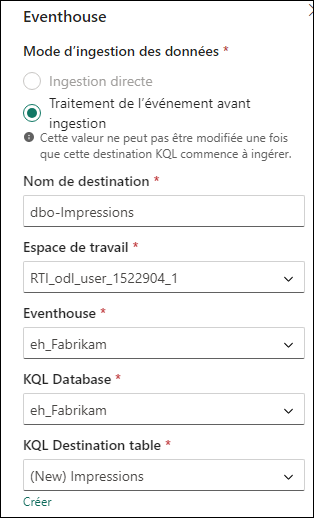 Eventhouse
Mode d'ingestion des données *
Ingestion directe
Traitement de l'événement avant
ingestion
Cette valeur ne peut pas être modifiée une fois
que cette destination KQL commence à ingérer.
Nom de destination *
dbo-Impressions
Espace de travail *
RTI_odl_user_1522904_1
Eventhouse *
eh_Fabrikam
KQL Database *
eh_Fabrikam
KQL Destination table *
(New) Impressions
Créer